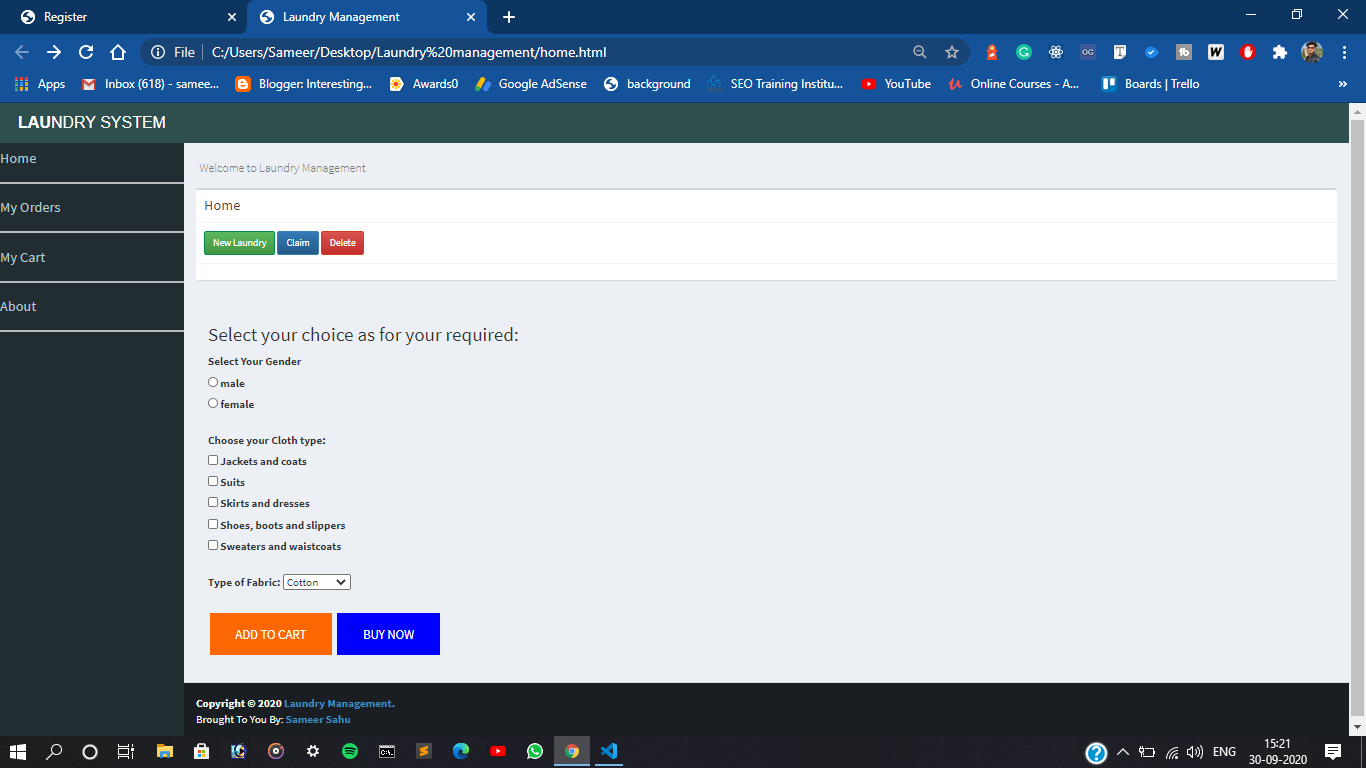 Register
Laundry Management
File
C:/Users/Sameer/Desktop/Laundry%20management/home.html
Apps
Inbox (618) - samee...
Blogger: Interesting...
Awards0
Google AdSense
background
SEO Training Institu...
YouTube
Online Courses - A...
Boards | Trello
»
LAUNDRY SYSTEM
Home
My Orders
My Cart
About
Welcome to Laundry Management
Home
New Laundry Claim Delete
Select your choice as for your required:
Select Your Gender
male
female
Choose your Cloth type:
Jackets and coats
Suits
Skirts and dresses
Shoes, boots and slippers
Sweaters and waistcoats
Type of Fabric: Cotton
ADD TO CART BUY NOW
Copyright © 2020 Laundry Management.
Brought To You By: Sameer Sahu
ENG
15:21
30-09-2020